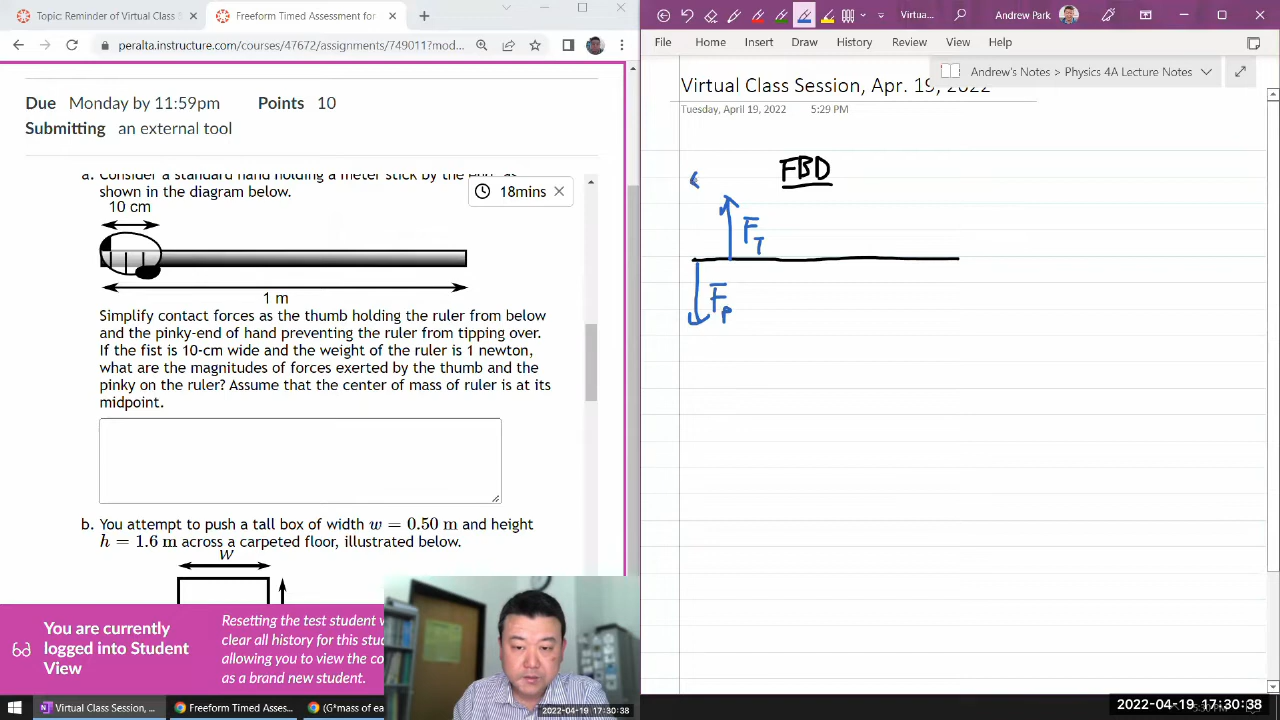 Topic: Reminder of Virtual Class S
Freeform Timed Assessment for
peralta.instructure.com/courses/47672/assignments/749011?mod...
Due Monday by 11:59pm Points 10
Submitting an external tool
shown in the diagram below.
18mins
10 cm
1 m
Simplify contact forces as the thumb holding the ruler from below
and the pinky-end of hand preventing the ruler from tipping over.
If the fist is 10-cm wide and the weight of the ruler is 1 newton,
what are the magnitudes of forces exerted by the thumb and the
pinky on the ruler? Assume that the center of mass of ruler is at its
midpoint.
b. You attempt to push a tall box of width w = 0.50 m and height
h = 1.6 m across a carpeted floor, illustrated below.
W
You are currently
logged into Student
View
Resetting the test student
clear all history for this stu
allowing you to view the co
as a brand new student.
Virtual Class Session, ...
Freeform Timed Asses...
(G*mass of ea
2022-04-19 17:30:38
Virtua...
Andrew Park
File Home Insert Draw History Review View Help
Andrew's Notes > Physics 4A Lecture Notes
Virtual Class Session, Apr. 19, 2022
Tuesday, April 19, 2022 5:29 PM
FBD
F_T
F_P
2022-04-19 17:30:38